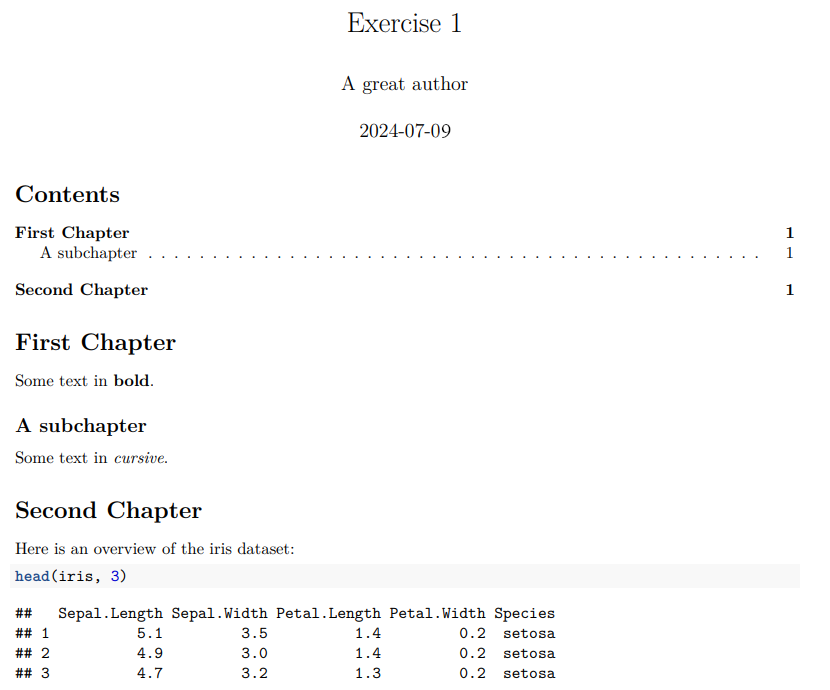 Exercise 1
A great author
2024-07-09
Contents
First Chapter 1
A subchapter . . . . . . . . . . . . . . . . . . . . . . . . . . . . . . . . . . . . . . . . . . . . . . . . 1
Second Chapter 1
First Chapter
Some text in bold.
A subchapter
Some text in cursive.
Second Chapter
Here is an overview of the iris dataset:
head(iris, 3)
##   Sepal.Length Sepal.Width Petal.Length Petal.Width Species
## 1          5.1         3.5          1.4         0.2  setosa
## 2          4.9         3.0          1.4         0.2  setosa
## 3          4.7         3.2          1.3         0.2  setosa